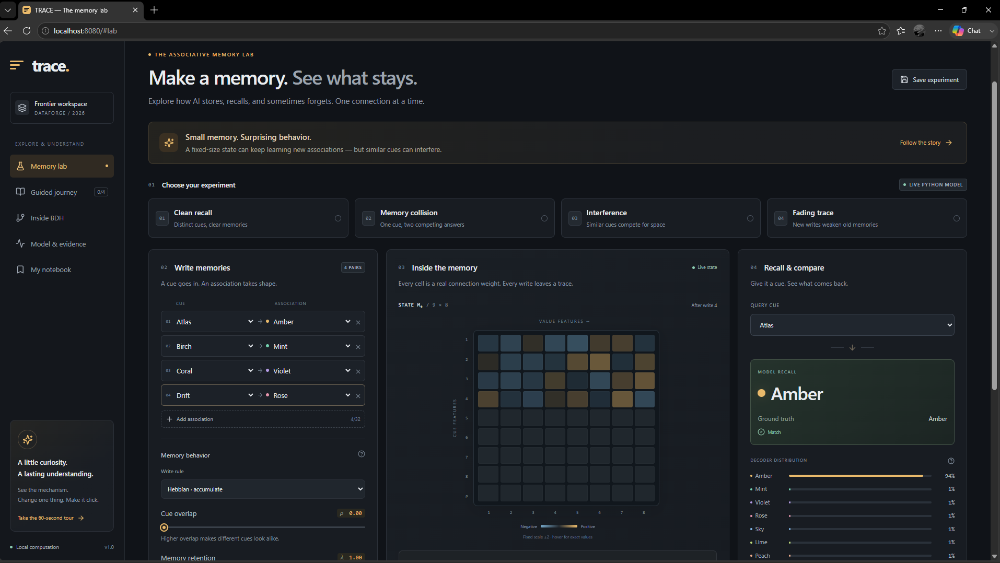 TRACE — The memory lab
localhost:8080/#lab
Chat
trace.
Frontier workspace
DATAFORGE / 2026
EXPLORE & UNDERSTAND
Memory lab
Guided journey 0/4
Inside BDH
Model & evidence
My notebook
A little curiosity.
A lasting understanding.
See the mechanism.
Change one thing. Make it click.
Take the 60-second tour →
Local computation v1.0
THE ASSOCIATIVE MEMORY LAB
Make a memory. See what stays.
Explore how AI stores, recalls, and sometimes forgets. One connection at a time.
Save experiment
Small memory. Surprising behavior.
A fixed-size state can keep learning new associations — but similar cues can interfere.
Follow the story →
01 Choose your experiment
LIVE PYTHON MODEL
01 Clean recall
Distinct cues, clear memories
02 Memory collision
One cue, two competing answers
03 Interference
Similar cues compete for space
04 Fading trace
New writes weaken old memories
02 Write memories 4 PAIRS
A cue goes in. An association takes shape.
CUE ASSOCIATION
01 Atlas → Amber ×
02 Birch → Mint ×
03 Coral → Violet ×
04 Drift → Rose ×
+ Add association 4/32
Memory behavior ?
Write rule
Hebbian · accumulate
Cue overlap ρ 0.00
Higher overlap makes different cues look alike.
Memory retention λ 1.00
03 Inside the memory Live state
Every cell is a real connection weight. Every write leaves a trace.
STATE Mt / 9 × 8 After write 4
VALUE FEATURES →
CUE FEATURES
1
2
3
4
5
6
7
8
P
1 2 3 4 5 6 7 8
Negative Positive
Fixed scale ±2 · hover for exact values
04 Recall & compare
Give it a cue. See what comes back.
QUERY CUE
Atlas
↓
MODEL RECALL
Amber
Ground truth Amber
Match
DECODER DISTRIBUTION ?
Amber 94%
Mint 1%
Violet 1%
Rose 1%
Sky 1%
Lime 1%
Peach 1%